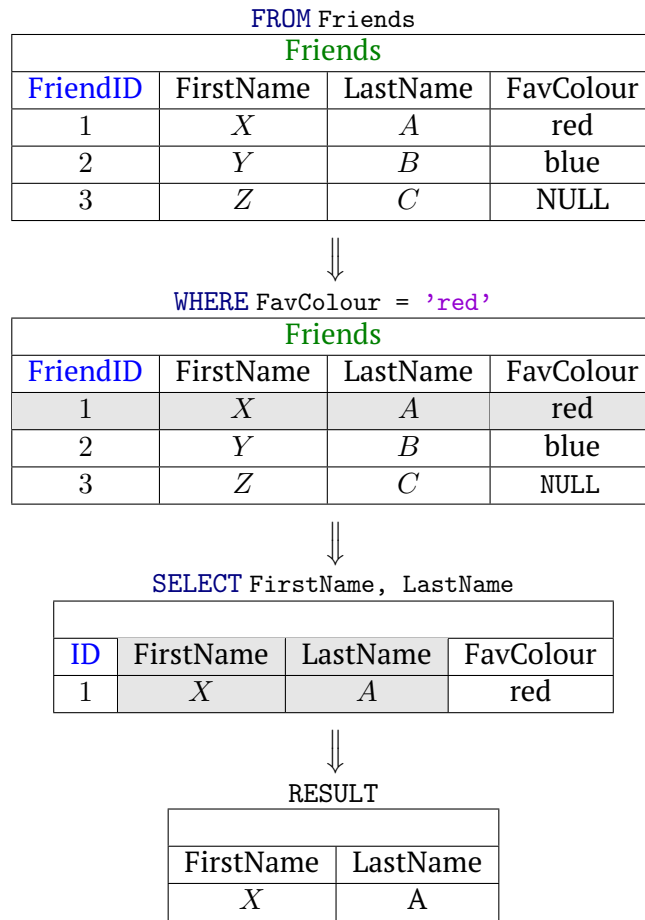 FROM Friends
Friends
FriendID FirstName LastName FavColour
1 X A red
2 Y B blue
3 Z C NULL
⇓
WHERE FavColour = 'red'
Friends
FriendID FirstName LastName FavColour
1 X A red
2 Y B blue
3 Z C NULL
⇓
SELECT FirstName, LastName
ID FirstName LastName FavColour
1 X A red
⇓
RESULT
FirstName LastName
X A